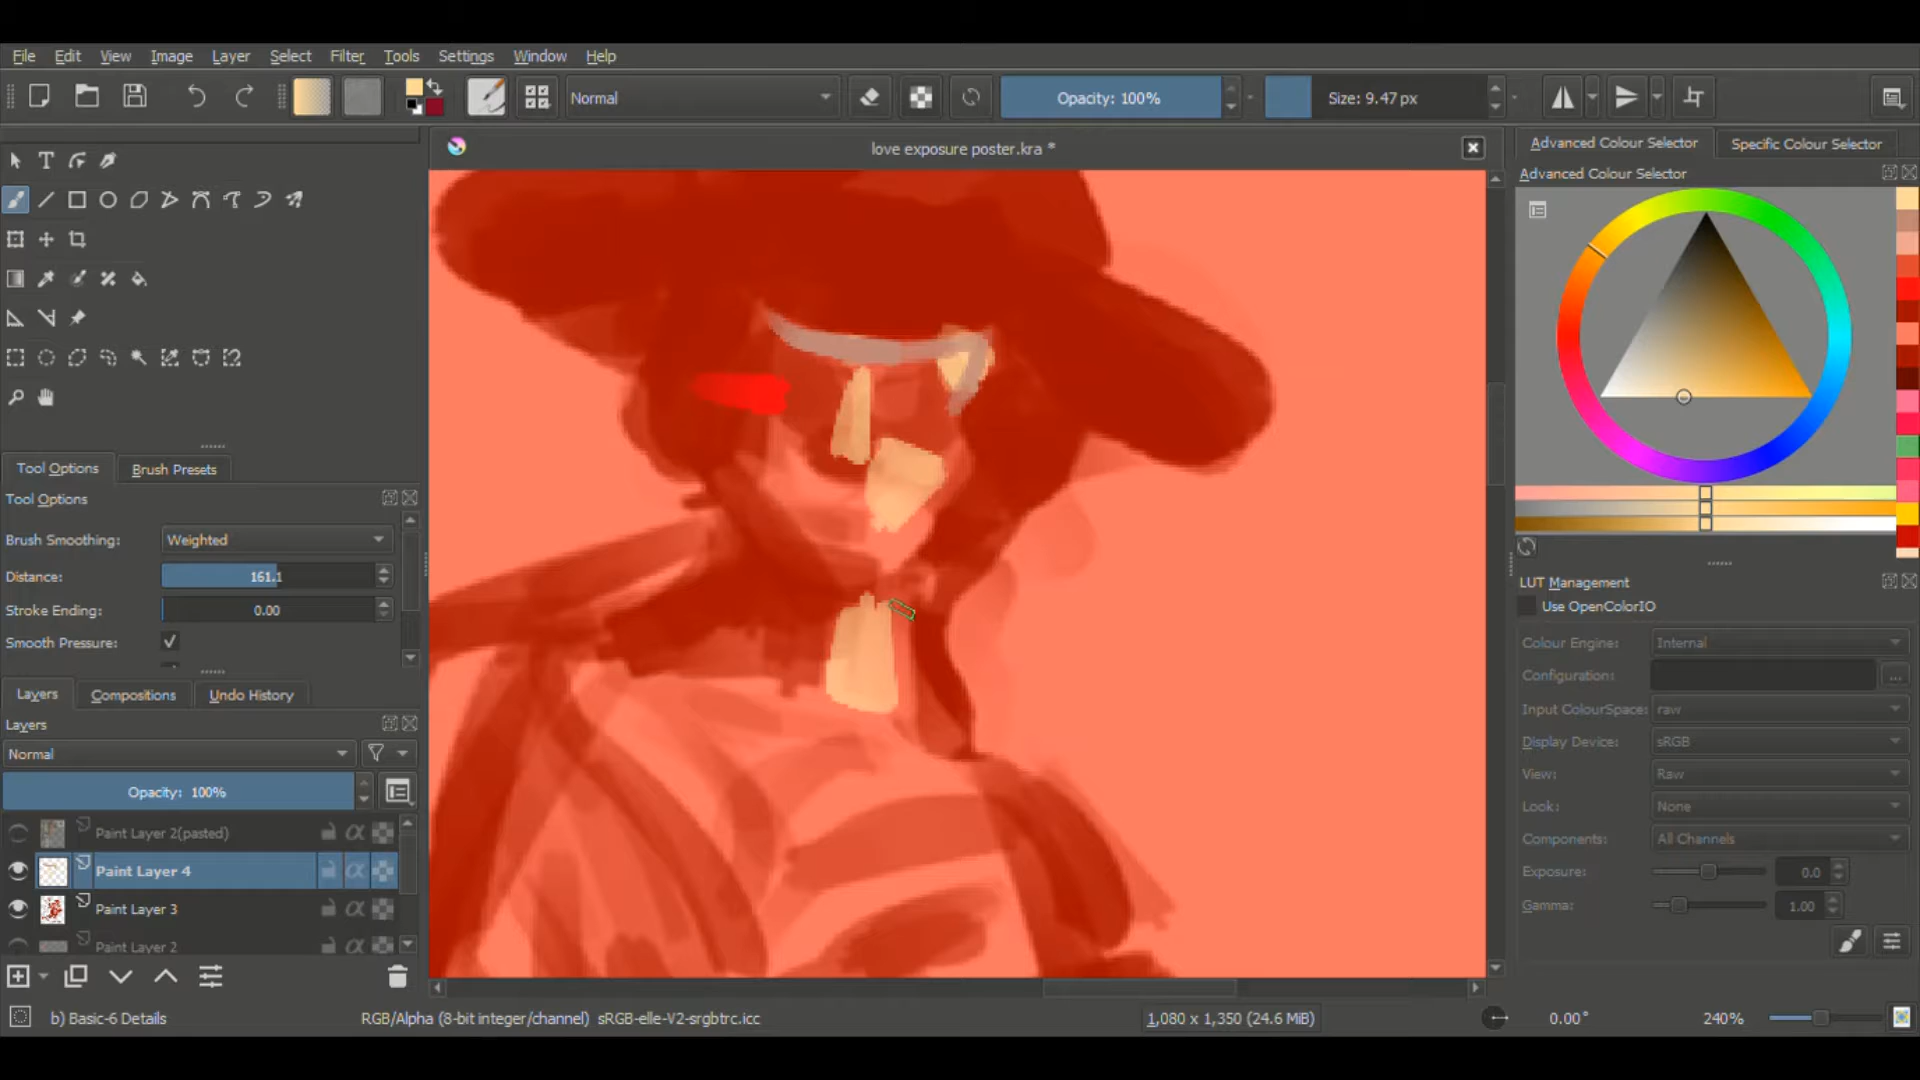 File Edit View Image Layer Select Filter Tools Settings Window Help
Normal Opacity: 100% Size: 9.47 px
love exposure poster.kra *
Advanced Colour Selector Specific Colour Selector
Advanced Colour Selector
Tool Options Brush Presets
Tool Options
Brush Smoothing: Weighted
Distance: 161.1
Stroke Ending: 0.00
Smooth Pressure:
Layers Compositions Undo History
Layers
Normal
Opacity: 100%
Paint Layer 2(pasted)
Paint Layer 4
Paint Layer 3
Paint Layer 2
LUT Management
Use OpenColorIO
Colour Engine: Internal
Configuration: ...
Input ColourSpace: raw
Display Device: sRGB
View: Raw
Look: None
Components: All Channels
Exposure: 0.0
Gamma: 1.00
b) Basic-6 Details RGB/Alpha (8-bit integer/channel) sRGB-elle-V2-srgbtrc.icc 1,080 x 1,350 (24.6 MiB) 0.00° 240%